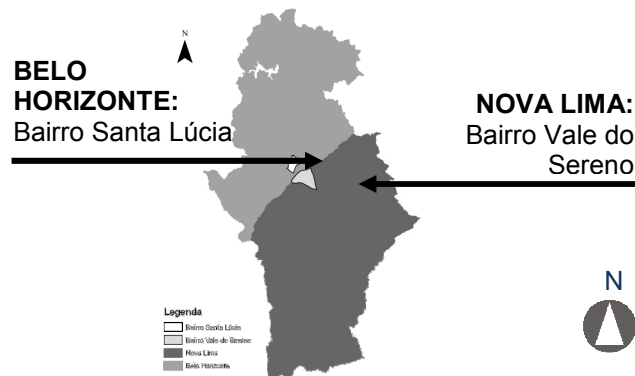 N
BELO
HORIZONTE:
Bairro Santa Lúcia
NOVA LIMA:
Bairro Vale do
Sereno
N
Legenda
Bairro Santa Lúcia
Bairro Vale do Sereno
Nova Lima
Belo Horizonte